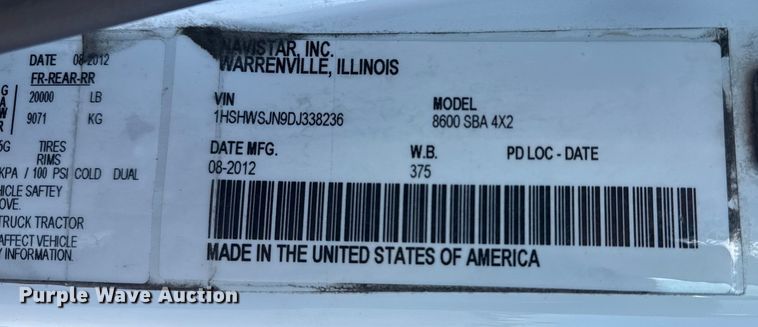 DATE 08-2012
FR-REAR-RR
20000 LB
9071 KG
TIRES
RIMS
KPA / 100 PSI COLD DUAL
HICLE SAFTEY
OVE.
TRUCK TRACTOR
AFFECT VEHICLE
Y INFORMATION.
NAVISTAR, INC.
WARRENVILLE, ILLINOIS
VIN MODEL
1HSHWSJN9DJ338236 8600 SBA 4X2
DATE MFG. W.B. PD LOC - DATE
08-2012 375
MADE IN THE UNITED STATES OF AMERICA
Purple Wave Auction